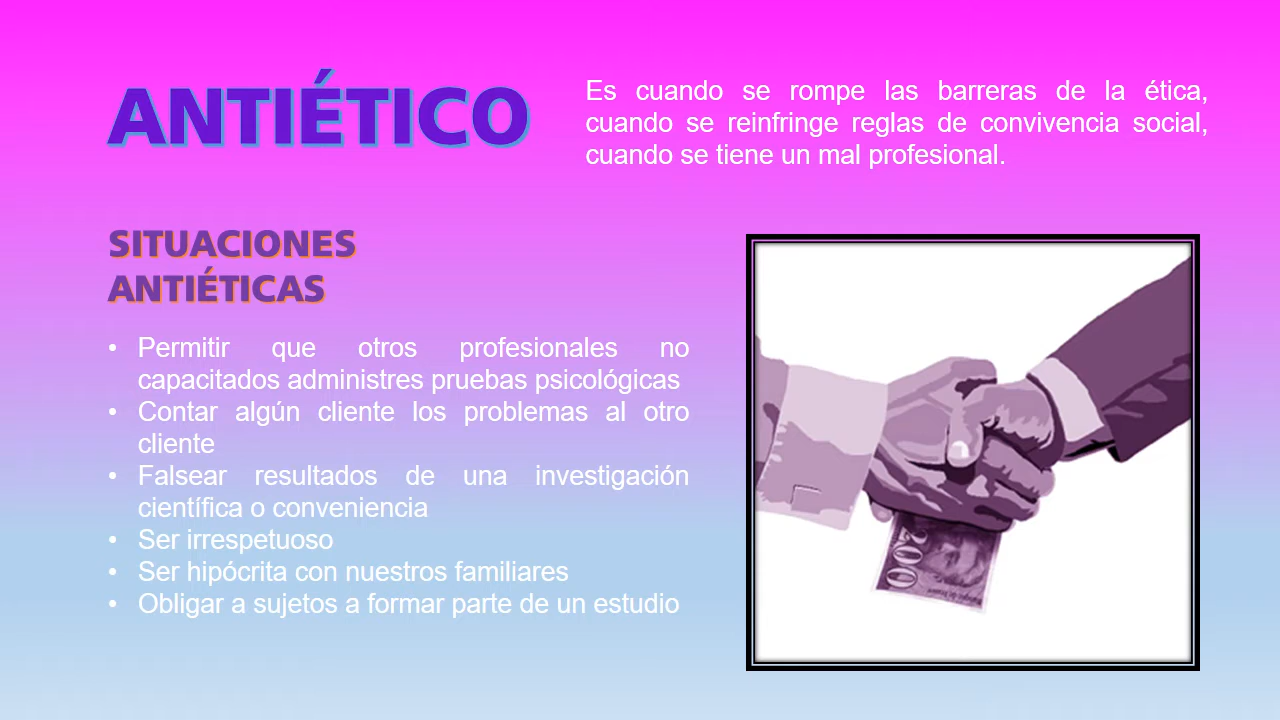 ANTIÉTICO
Es cuando se rompe las barreras de la ética,
cuando se reinfringe reglas de convivencia social,
cuando se tiene un mal profesional.
SITUACIONES
ANTIÉTICAS
• Permitir que otros profesionales no
capacitados administres pruebas psicológicas
• Contar algún cliente los problemas al otro
cliente
• Falsear resultados de una investigación
científica o conveniencia
• Ser irrespetuoso
• Ser hipócrita con nuestros familiares
• Obligar a sujetos a formar parte de un estudio
200